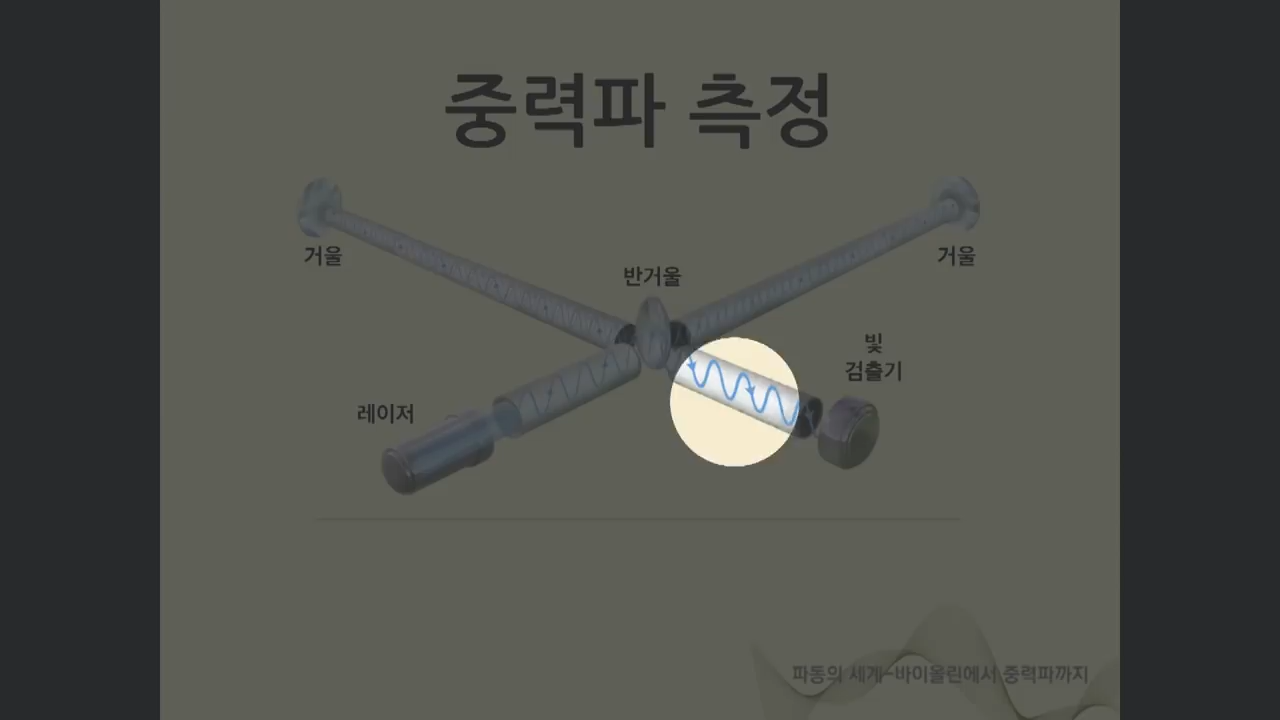 중력파 측정
거울
거울
반거울
빛
검출기
레이저
파동의 세계-바이올린에서 중력파까지